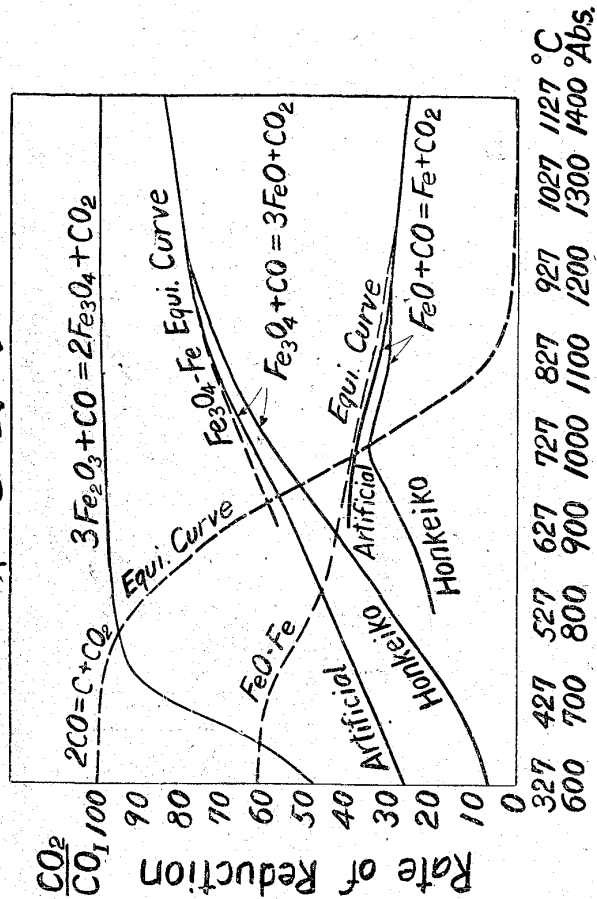 CO₂
CO₁
Rate of Reduction
100
90
80
70
60
50
40
30
20
10
0
3Fe₂O₃+CO=2Fe₃O₄+CO₂
2CO=C+CO₂
Equi. Curve
Fe₃O₄-Fe Equi. Curve
Fe₃O₄+CO=3FeO+CO₂
FeO-Fe
Equi. Curve
FeO+CO=Fe+CO₂
Artificial
Honkeiko
Artificial
Honkeiko
327 427 527 627 727 827 927 1027 1127 °C
600 700 800 900 1000 1100 1200 1300 1400 °Abs.